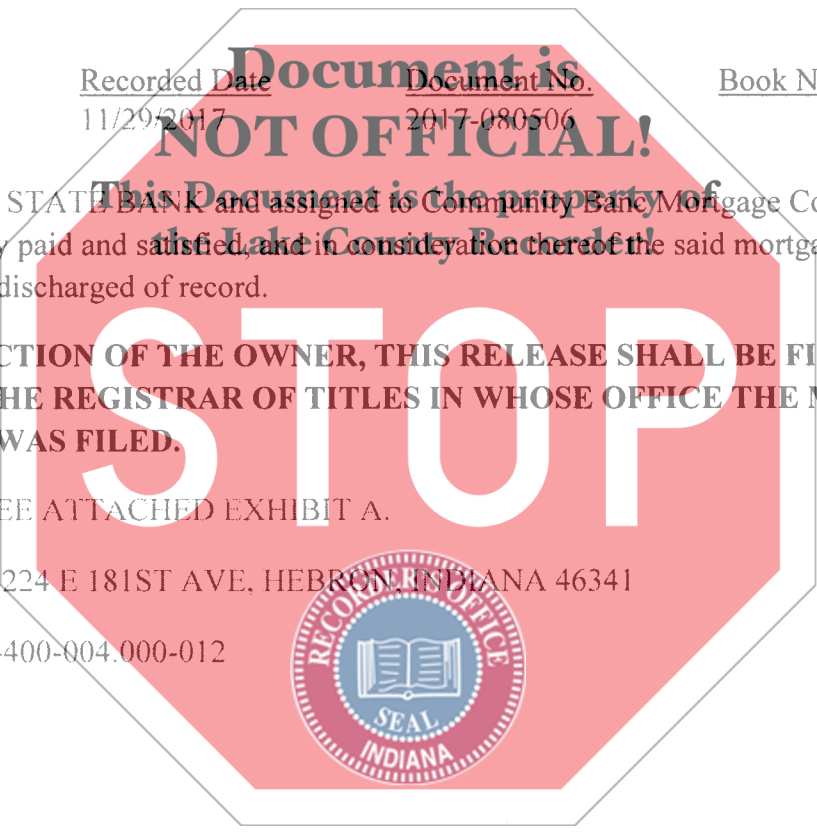 Document is
Recorded Date Document No. Book N
11/29/2017 2017-080506
NOT OFFICIAL!
This Document is the property of
STATE BANK and assigned to Community Banc Mortgage Co
the Lake County Recorder!
y paid and satisfied, and in consideration thereof the said mortga
discharged of record.
CTION OF THE OWNER, THIS RELEASE SHALL BE FI
HE REGISTRAR OF TITLES IN WHOSE OFFICE THE M
WAS FILED.
STOP
EE ATTACHED EXHIBIT A.
224 E 181ST AVE, HEBRON, INDIANA 46341
-400-004.000-012
RECORDER'S OFFICE
SEAL
INDIANA